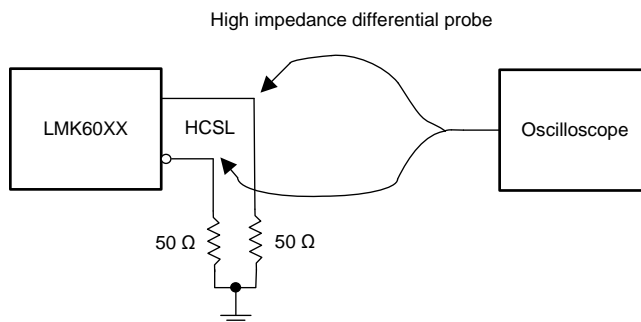 High impedance differential probe
LMK60XX
HCSL
Oscilloscope
50 Ω
50 Ω